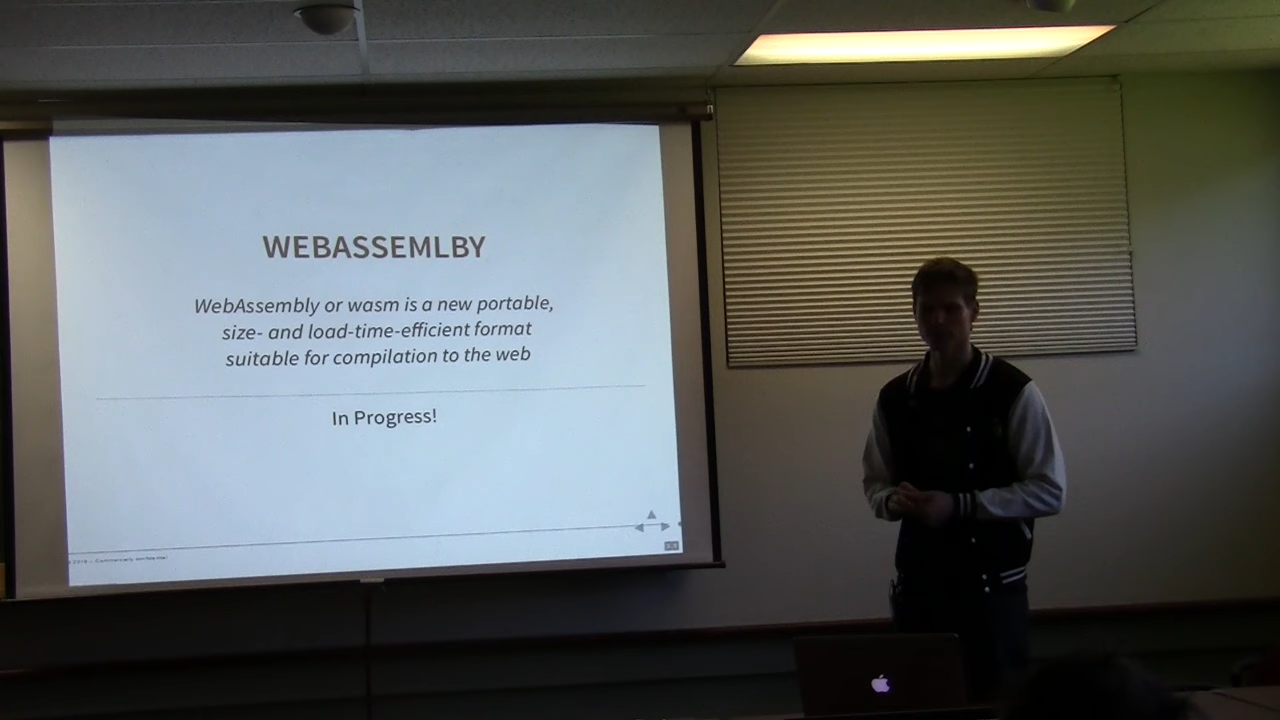 WEBASSEMLBY
WebAssembly or wasm is a new portable,
size- and load-time-efficient format
suitable for compilation to the web
In Progress!